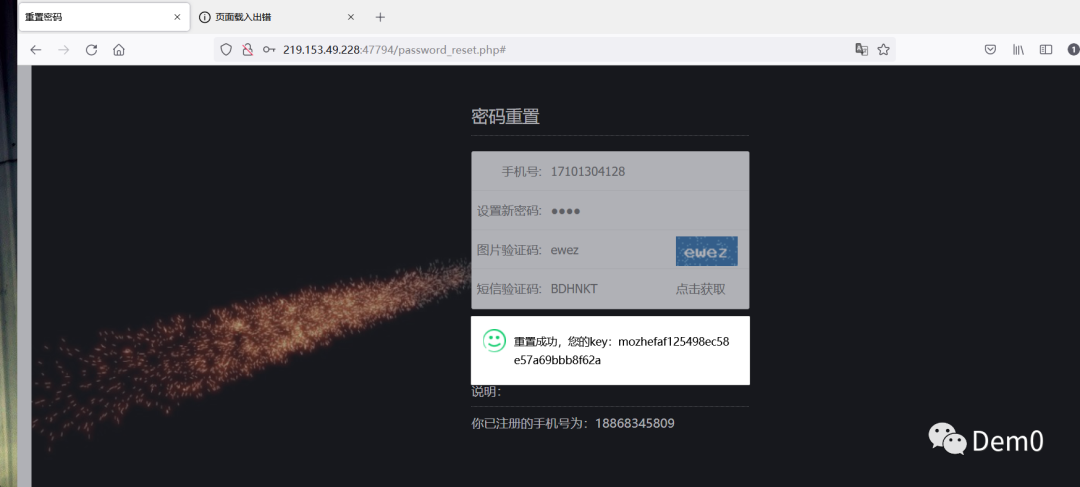 重置密码
页面载入出错
219.153.49.228:47794/password_reset.php#
1
密码重置
手机号: 17101304128
设置新密码: ●●●●
图片验证码: ewez ewez
短信验证码: BDHNKT 点击获取
重置成功，您的key：mozhefaf125498ec58
e57a69bbb8f62a
说明：
你已注册的手机号为：18868345809
Dem0